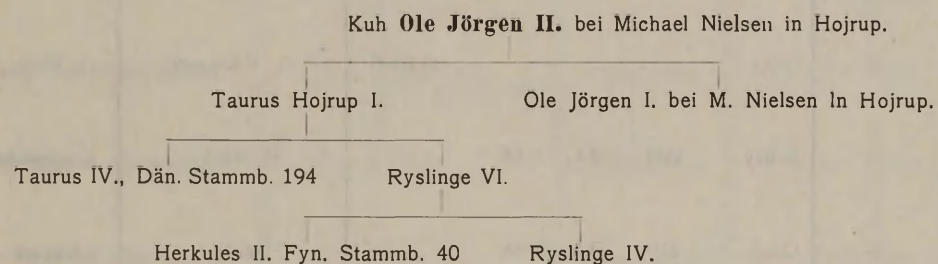 Kuh Ole Jörgen II. bei Michael Nielsen in Hojrup.
Taurus Hojrup I. Ole Jörgen I. bei M. Nielsen ln Hojrup.
Taurus IV., Dän. Stammb. 194 Ryslinge VI.
Herkules II. Fyn. Stammb. 40 Ryslinge IV.